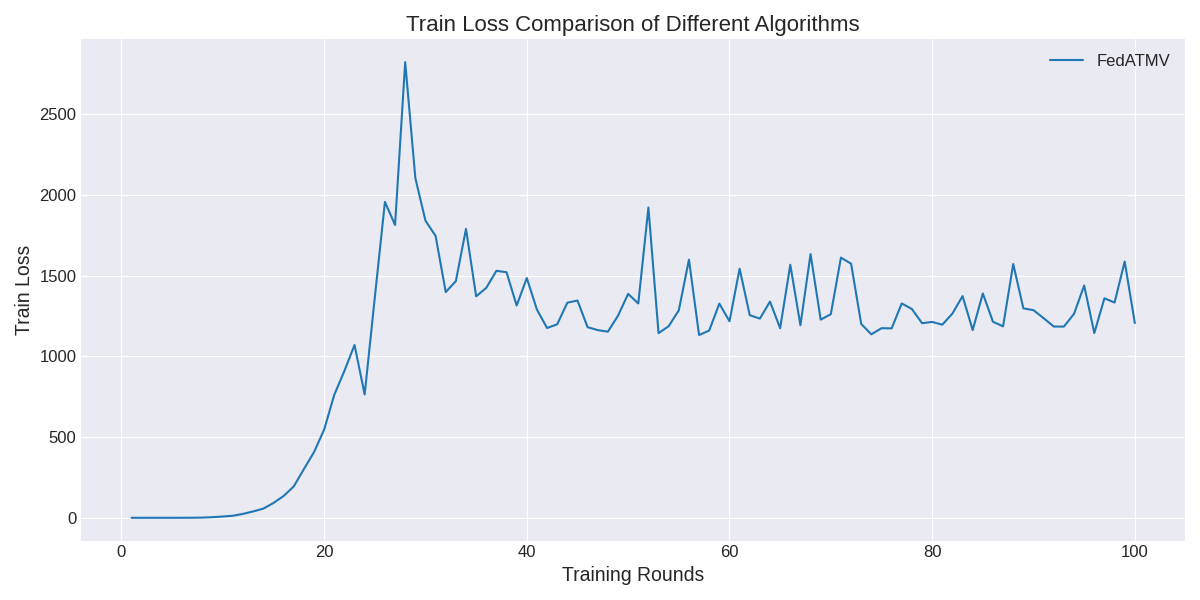 Train Loss Comparison of Different Algorithms
FedATMV
2500
2000
1500
1000
500
0
Train Loss
0 20 40 60 80 100
Training Rounds